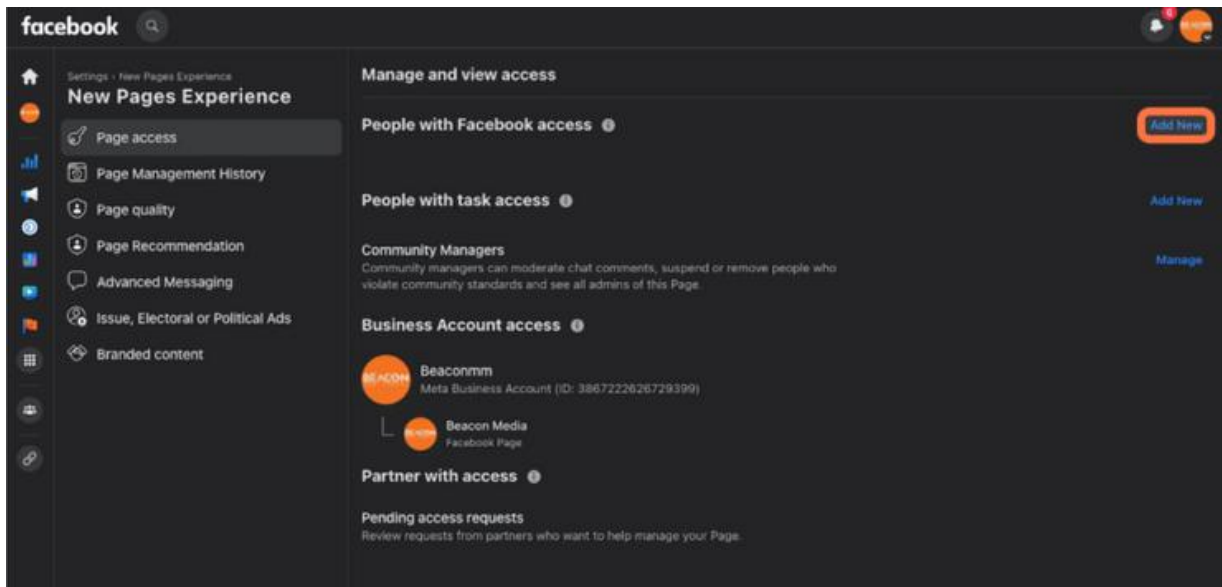 facebook
6
Settings › New Pages Experience
New Pages Experience
Page access
Page Management History
Page quality
Page Recommendation
Advanced Messaging
Issue, Electoral or Political Ads
Branded content
Manage and view access
People with Facebook access
Add New
People with task access
Add New
Community Managers
Community managers can moderate chat comments, suspend or remove people who
violate community standards and see all admins of this Page.
Manage
Business Account access
BEACON
Beaconmm
Meta Business Account (ID: 3867222626729399)
Beacon Media
Facebook Page
Partner with access
Pending access requests
Review requests from partners who want to help manage your Page.